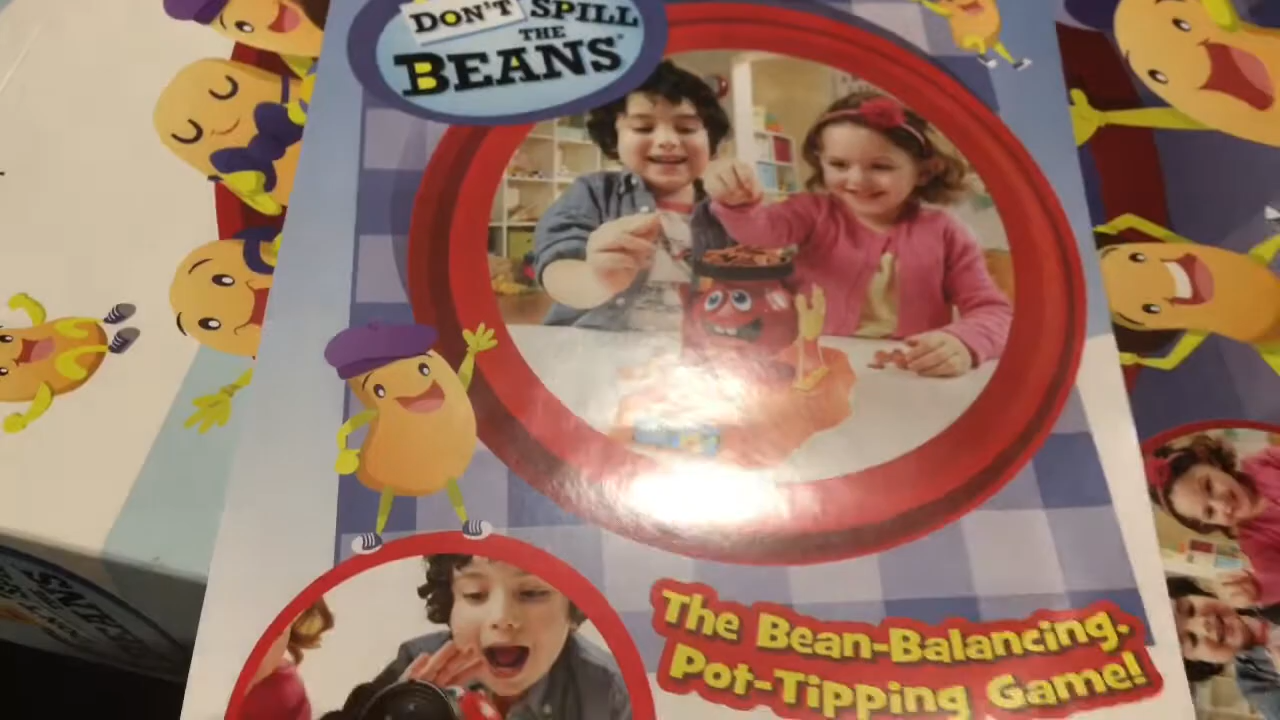 DON'T SPILL
THE
BEANS
The Bean-Balancing,
Pot-Tipping Game!